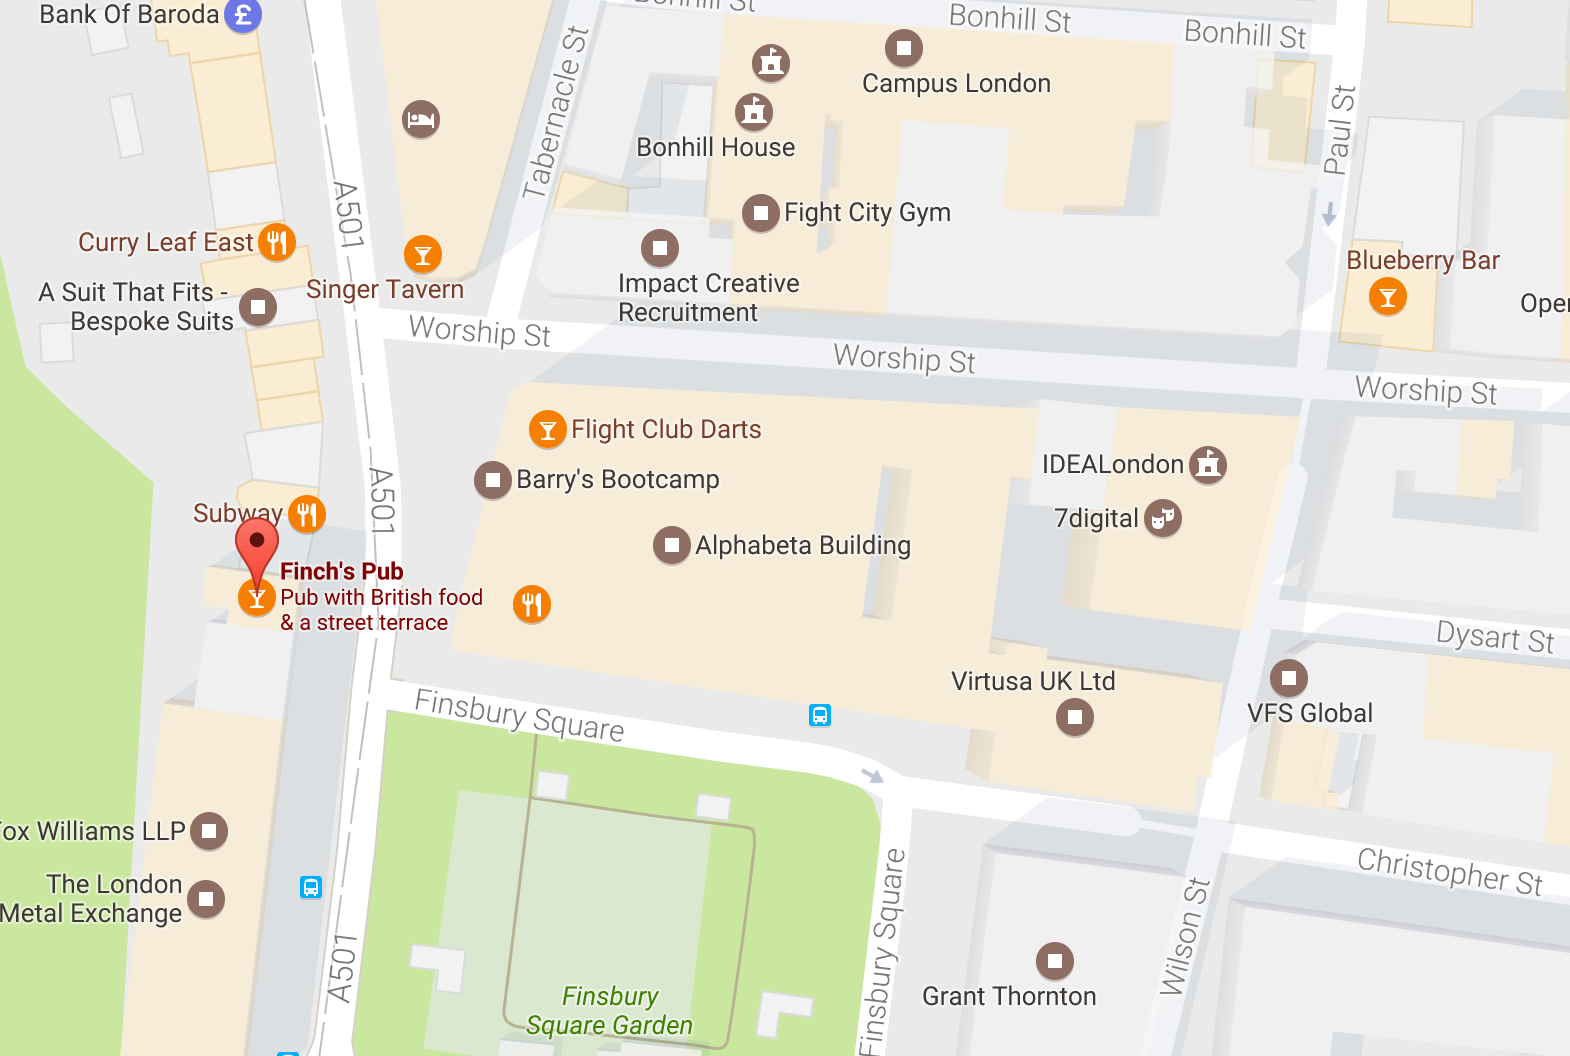 Bank Of Baroda
Bonhill St
Bonhill St
Bonhill St
Campus London
Tabernacle St
Paul St
Bonhill House
A501
Fight City Gym
Curry Leaf East
Singer Tavern
Impact Creative
Recruitment
Blueberry Bar
A Suit That Fits -
Bespoke Suits
Worship St
Worship St
Worship St
Flight Club Darts
Barry's Bootcamp
IDEALondon
A501
Subway
7digital
Alphabeta Building
Finch's Pub
Pub with British food
& a street terrace
Dysart St
Virtusa UK Ltd
VFS Global
Finsbury Square
Fox Williams LLP
The London
Metal Exchange
Christopher St
Finsbury Square
Wilson St
A501
Finsbury
Square Garden
Grant Thornton